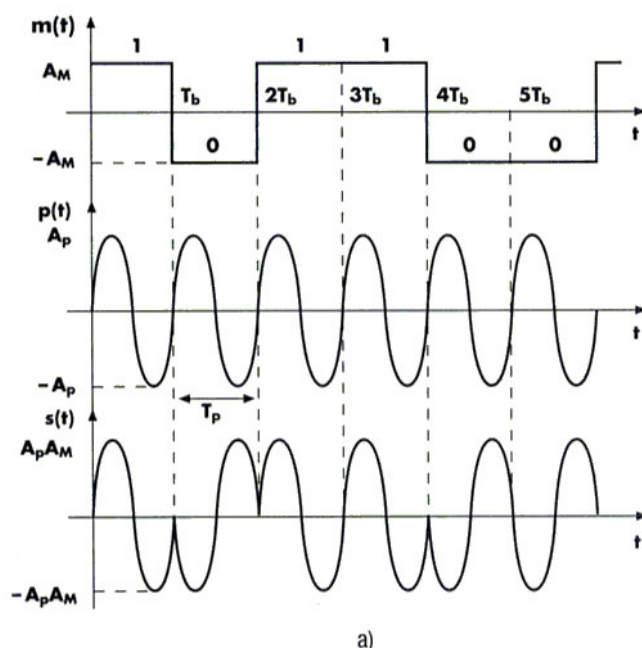 m(t)
1 1 1
A_M
T_b 2T_b 3T_b 4T_b 5T_b
t
0 0 0
−A_M
p(t)
A_p
t
−A_p
T_p
s(t)
A_pA_M
t
−A_pA_M
a)